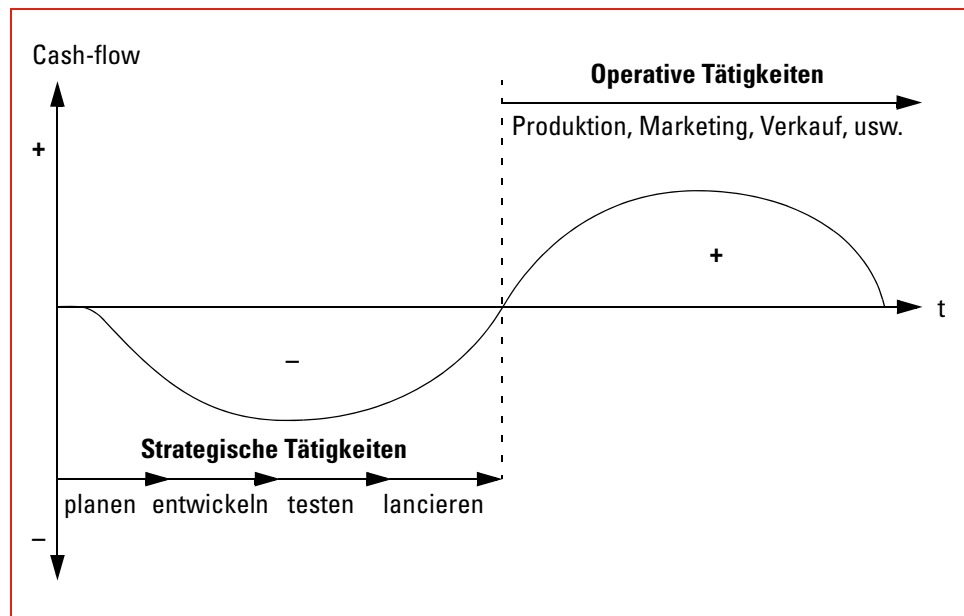 Cash-flow
Operative Tätigkeiten
Produktion, Marketing, Verkauf, usw.
+
+
t
–
Strategische Tätigkeiten
planen entwickeln testen lancieren
–